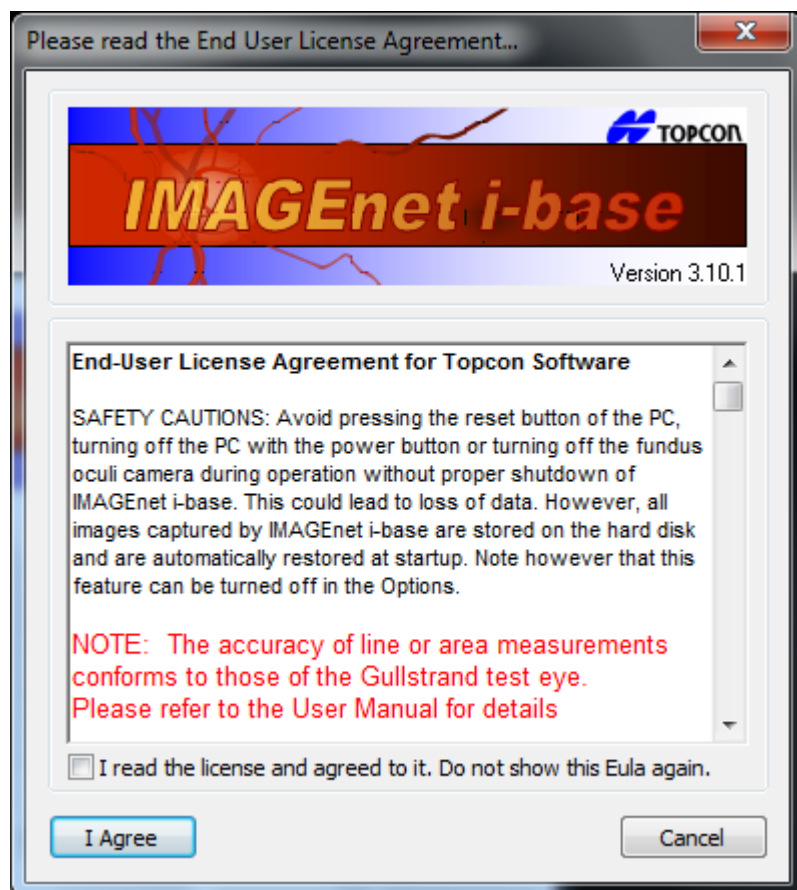 Please read the End User License Agreement...
TOPCON
IMAGEnet i-base
Version 3.10.1
End-User License Agreement for Topcon Software
SAFETY CAUTIONS: Avoid pressing the reset button of the PC,
turning off the PC with the power button or turning off the fundus
oculi camera during operation without proper shutdown of
IMAGEnet i-base. This could lead to loss of data. However, all
images captured by IMAGEnet i-base are stored on the hard disk
and are automatically restored at startup. Note however that this
feature can be turned off in the Options.
NOTE: The accuracy of line or area measurements
conforms to those of the Gullstrand test eye.
Please refer to the User Manual for details
I read the license and agreed to it. Do not show this Eula again.
I Agree
Cancel